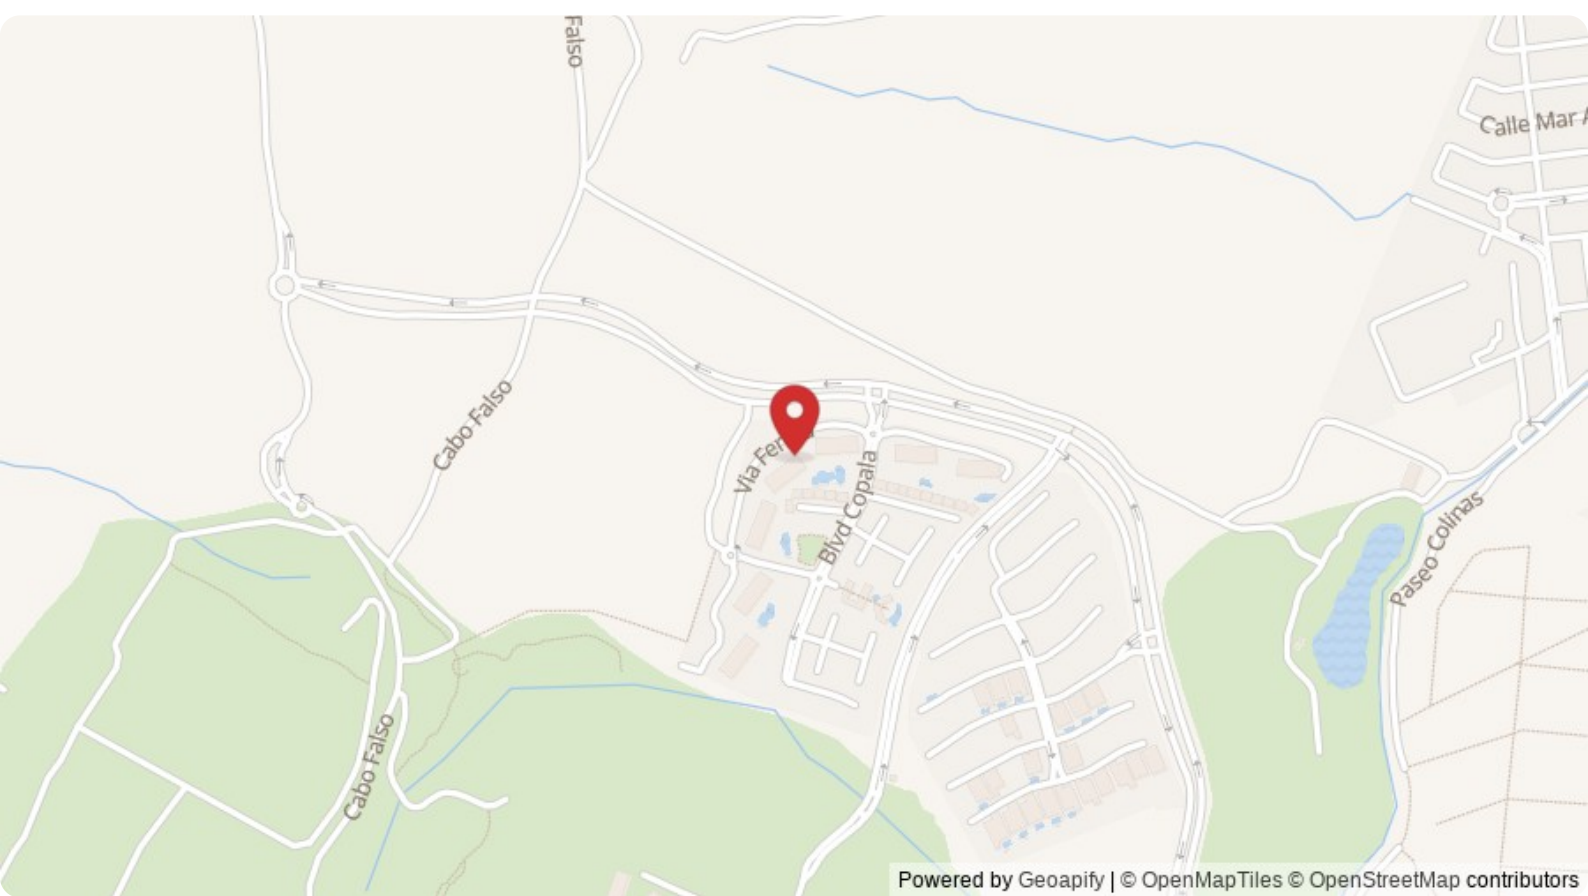 Falso
Calle Mar A
Cabo Falso
Via Fer
Blvd Copala
Paseo Colinas
Cabo Falso
Powered by Geoapify | © OpenMapTiles © OpenStreetMap contributors